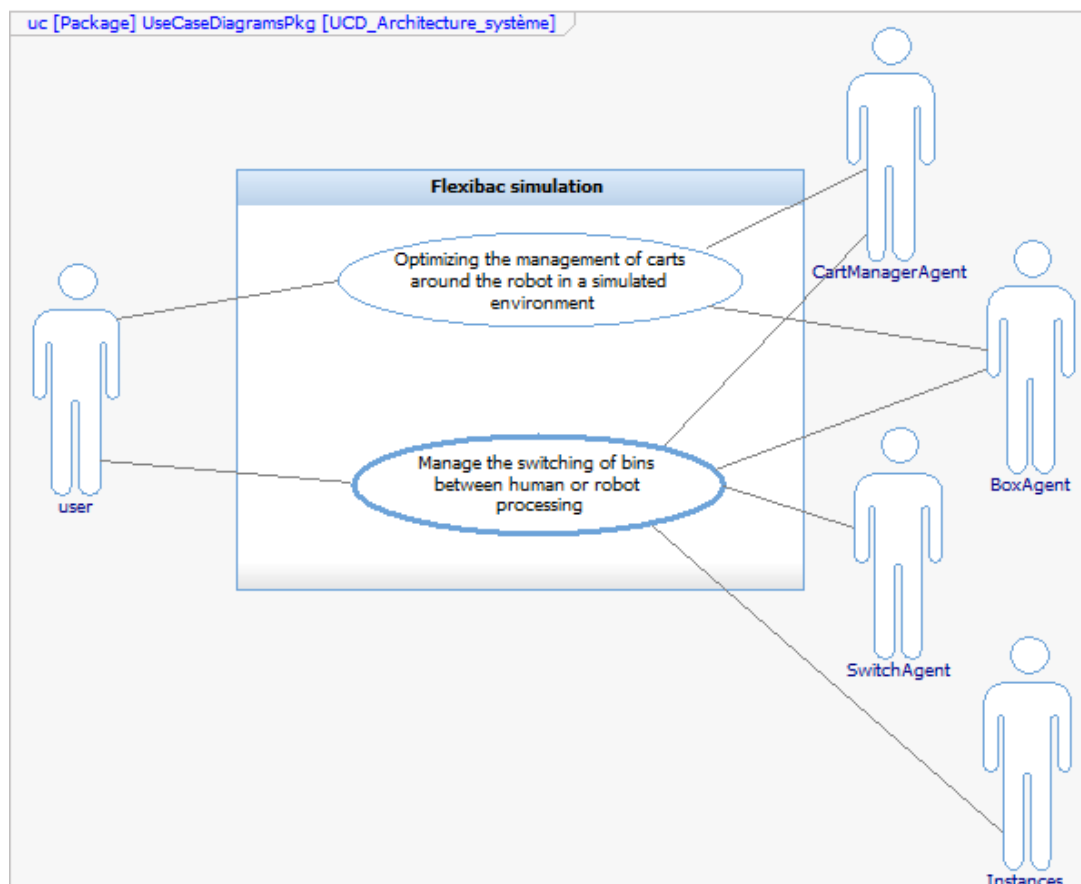 uc [Package] UseCaseDiagramsPkg [UCD_Architecture_système]
Flexibac simulation
Optimizing the management of carts
around the robot in a simulated
environment
CartManagerAgent
Manage the switching of bins
between human or robot
processing
BoxAgent
user
SwitchAgent
Instances